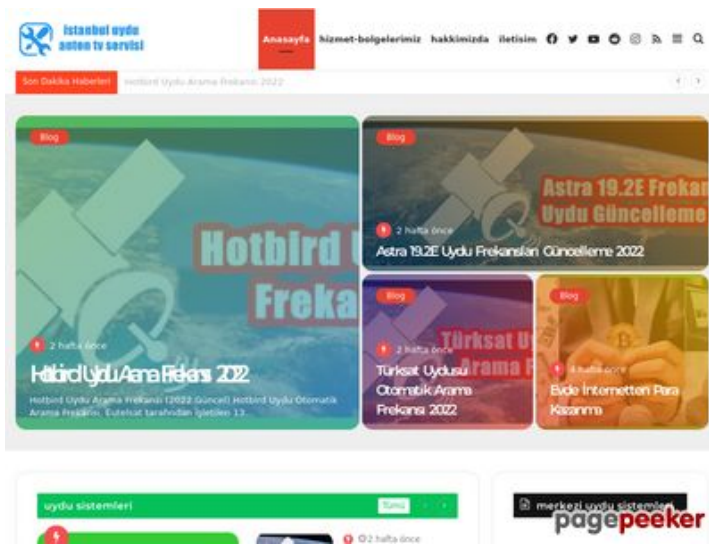 istanbul uydu
anten tv servisi
Anasayfa hizmet-bolgelerimiz hakkimizda iletisim
Son Dakika Haberleri Hotbird Uydu Arama Frekansı 2022
Blog
Hotbird U
Freka
2 hafta önce
Hotbird Uydu Arama Frekansı 2022
Hotbird Uydu Arama Frekansı (2022 Güncel) Hotbird Uydu Otomatik
Arama Frekansı, Eutelsat tarafından işletilen 13.
Blog
Astra 19.2E Frekan
Uydu Güncelleme
2 hafta önce
Astra 19.2E Uydu Frekansları Güncelleme 2022
Blog
Türksat U
Arama F
2 hafta önce
Türksat Uydusu
Otomatik Arama
Frekansı 2022
Blog
4 hafta önce
Evde İnternetten Para
Kazanma
uydu sistemleri Tümü
2 hafta önce
merkezi uydu sistemleri
pagepeeker